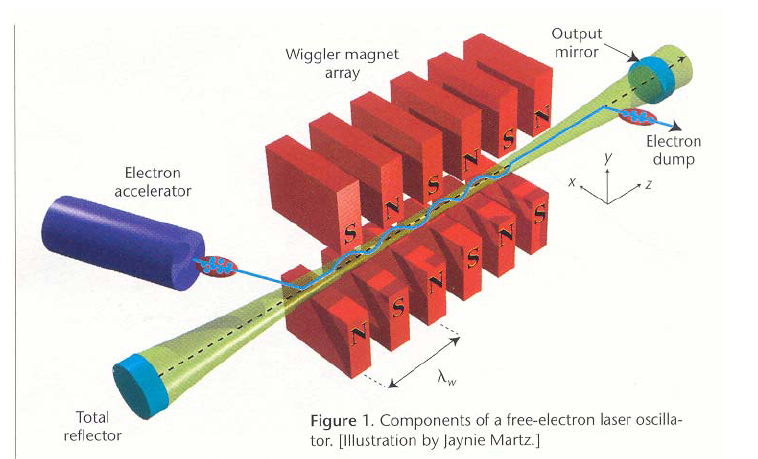 Output
mirror
Wiggler magnet
array
N
S
N
S
N
S
Electron
dump
y
x
z
Electron
accelerator
S
N
S
N
S
N
λw
Total
reflector
Figure 1. Components of a free-electron laser oscilla-
tor. [Illustration by Jaynie Martz.]